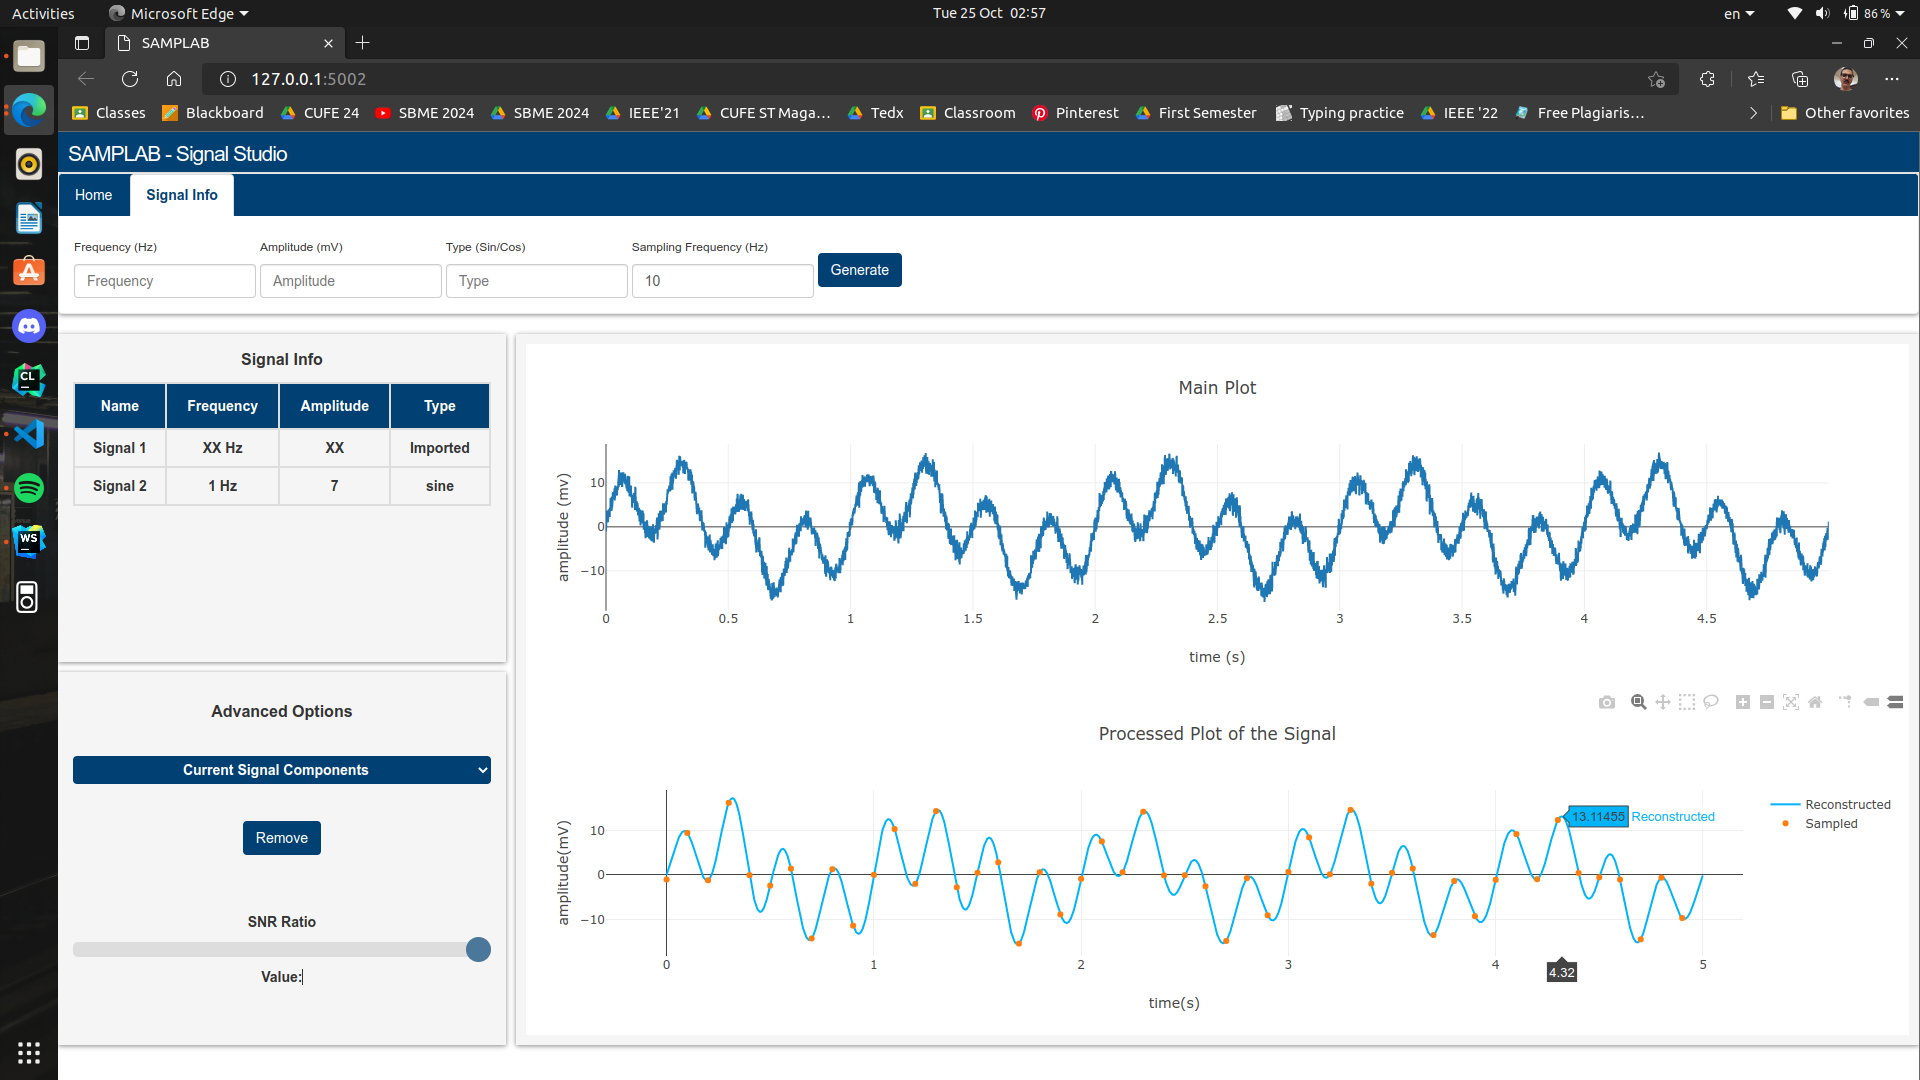 Activities Microsoft Edge Tue 25 Oct 02:57 en 86 %
SAMPLAB
127.0.0.1:5002
Classes Blackboard CUFE 24 SBME 2024 SBME 2024 IEEE'21 CUFE ST Maga… Tedx Classroom Pinterest First Semester Typing practice IEEE '22 Free Plagiaris… Other favorites
SAMPLAB - Signal Studio
Home Signal Info
Frequency (Hz) Amplitude (mV) Type (Sin/Cos) Sampling Frequency (Hz)
Frequency Amplitude Type 10 Generate
Signal Info
Name Frequency Amplitude Type
Signal 1 XX Hz XX Imported
Signal 2 1 Hz 7 sine
Advanced Options
Current Signal Components
Remove
SNR Ratio
Value:
Main Plot
amplitude (mv)
10
0
−10
0 0.5 1 1.5 2 2.5 3 3.5 4 4.5
time (s)
Processed Plot of the Signal
amplitude(mV)
10
0
−10
13.11455 Reconstructed
Reconstructed
Sampled
0 1 2 3 4 5
4.32
time(s)
CL
WS